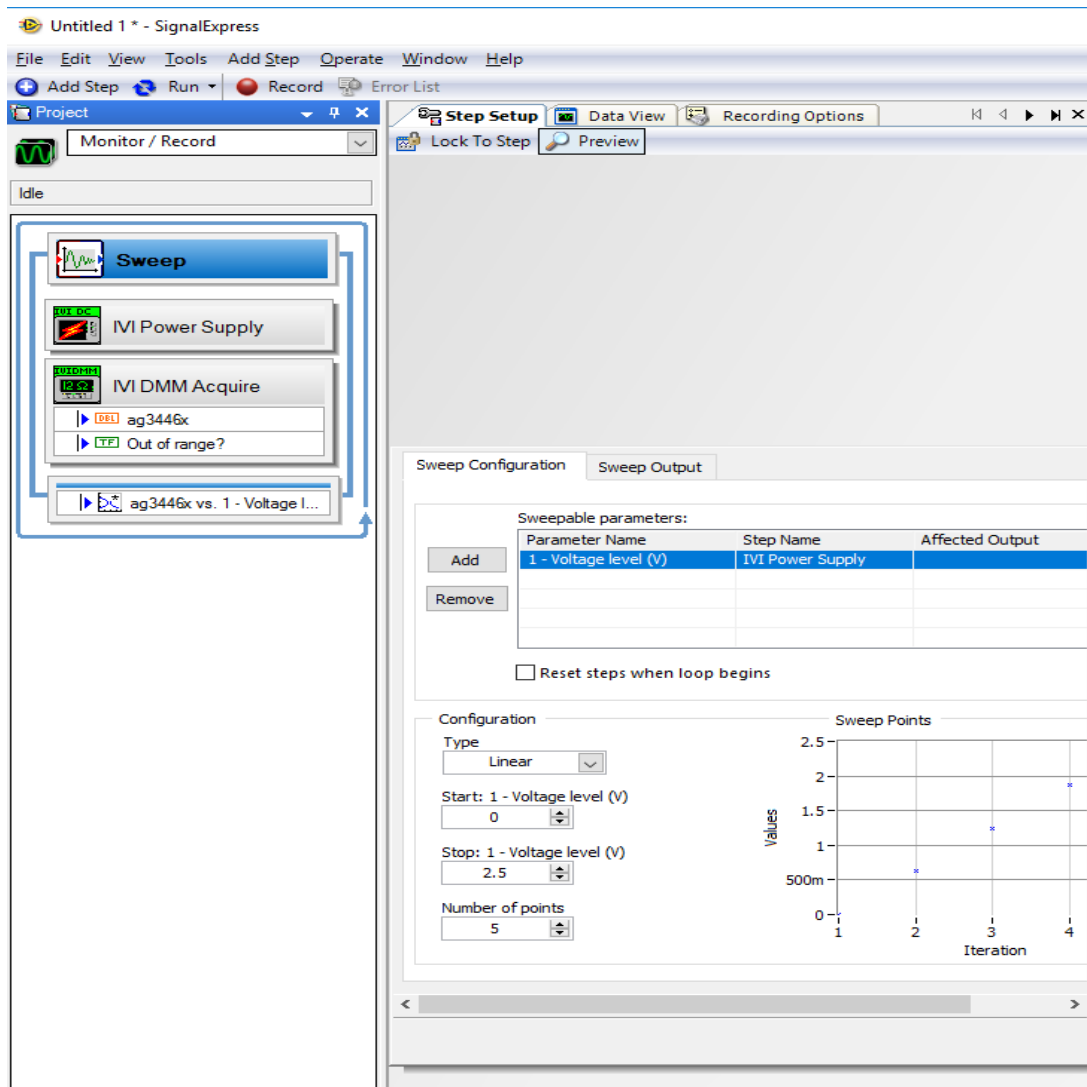 Untitled 1 * - SignalExpress
File Edit View Tools Add Step Operate Window Help
Add Step Run Record Error List
Project
Monitor / Record
Idle
Sweep
IVI DC
IVI Power Supply
IVIDMM
12 Ω
IVI DMM Acquire
DBL ag3446x
TF Out of range?
ag3446x vs. 1 - Voltage l...
Step Setup Data View Recording Options
Lock To Step Preview
Sweep Configuration Sweep Output
Sweepable parameters:
Parameter Name Step Name Affected Output
1 - Voltage level (V) IVI Power Supply
Add
Remove
Reset steps when loop begins
Configuration
Type
Linear
Start: 1 - Voltage level (V)
0
Stop: 1 - Voltage level (V)
2.5
Number of points
5
Sweep Points
Values
2.5
2
1.5
1
500m
0
1 2 3 4
Iteration